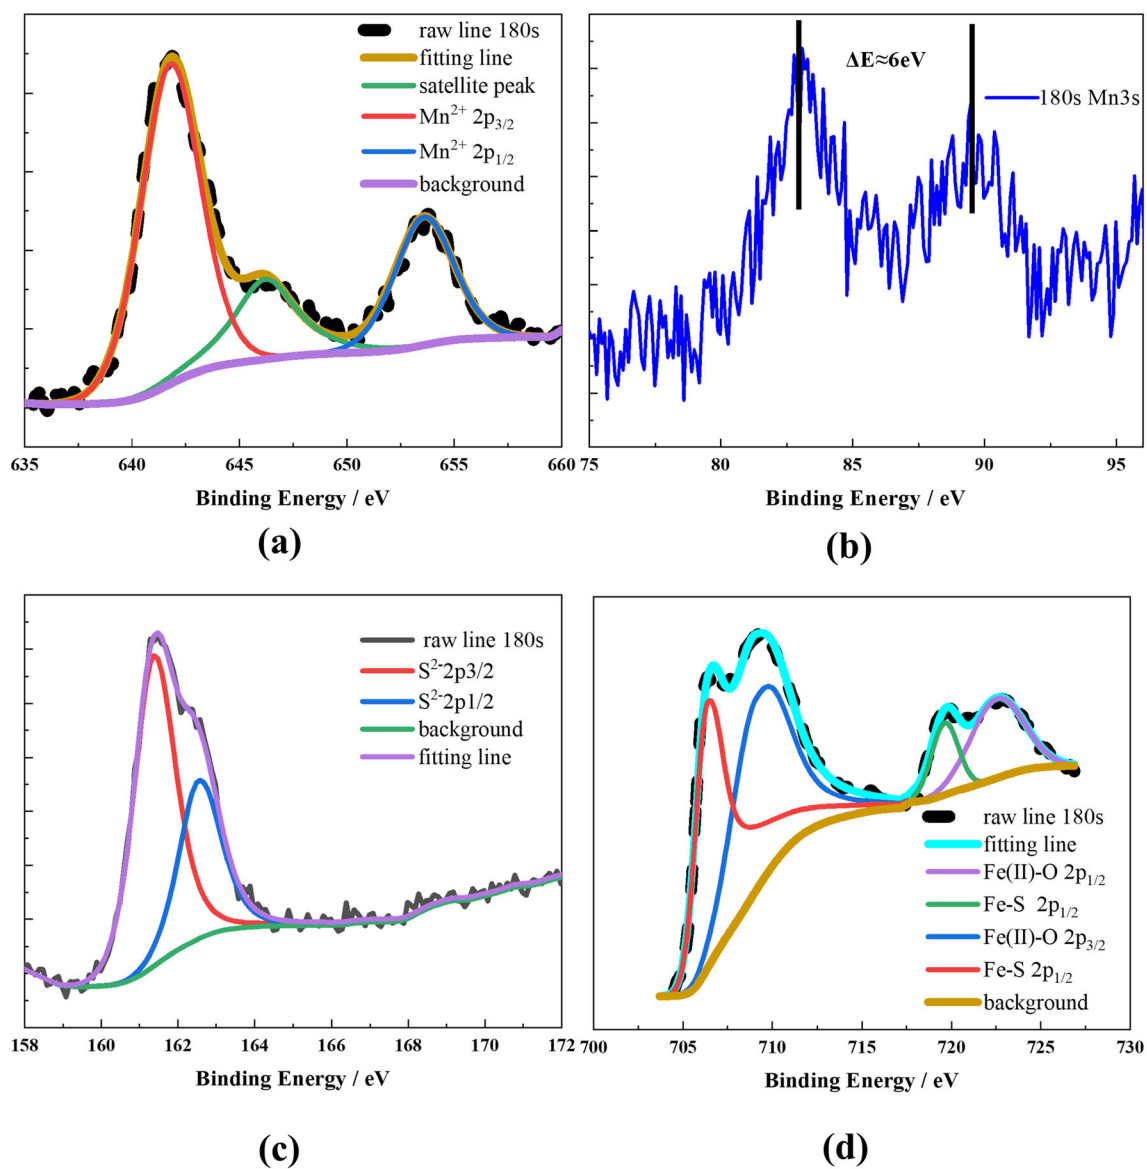 raw line 180s
fitting line
satellite peak
Mn²⁺ 2p₃/₂
Mn²⁺ 2p₁/₂
background
635 640 645 650 655 660
Binding Energy / eV
(a)
ΔE≈6eV
180s Mn3s
75 80 85 90 95
Binding Energy / eV
(b)
raw line 180s
S²⁻2p3/2
S²⁻2p1/2
background
fitting line
158 160 162 164 166 168 170 172
Binding Energy / eV
(c)
raw line 180s
fitting line
Fe(II)-O 2p₁/₂
Fe-S 2p₁/₂
Fe(II)-O 2p₃/₂
Fe-S 2p₁/₂
background
700 705 710 715 720 725 730
Binding Energy / eV
(d)